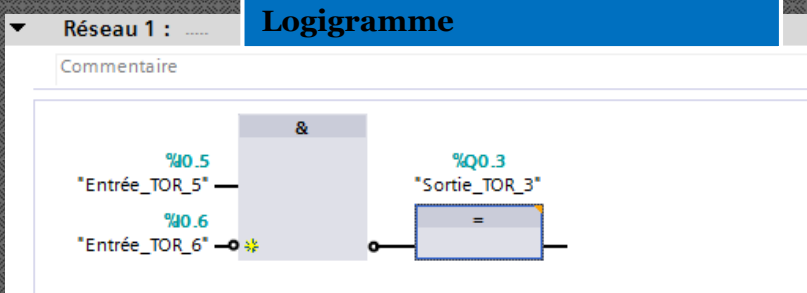 Logigramme
Réseau 1 : .....
Commentaire
&
%I0.5
"Entrée_TOR_5"
%I0.6
"Entrée_TOR_6"
%Q0.3
"Sortie_TOR_3"
=